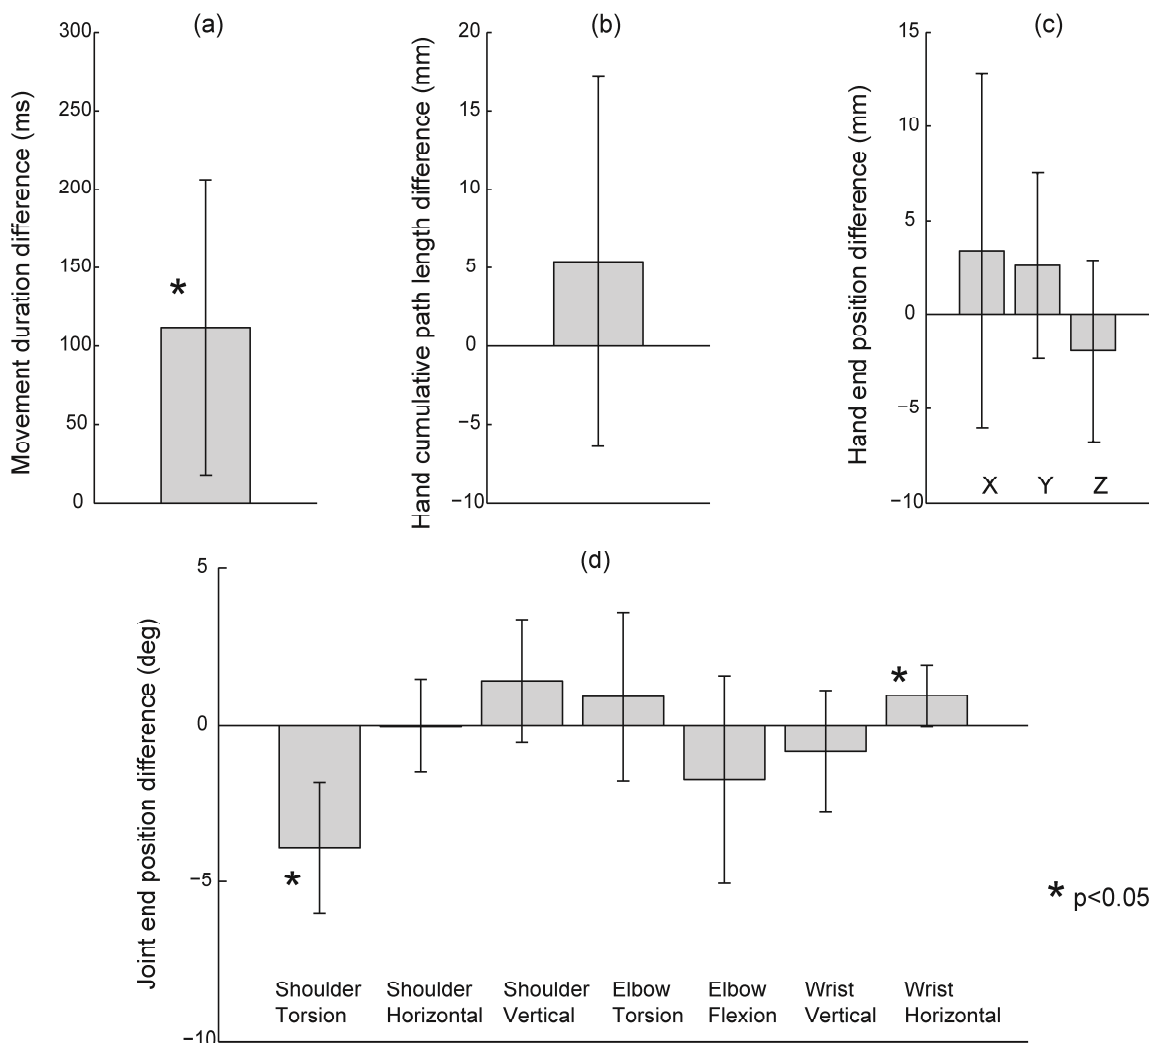 (a)
Movement duration difference (ms)
300
250
200
150
100
50
0
(b)
Hand cumulative path length difference (mm)
20
15
10
5
0
−5
−10
(c)
Hand end position difference (mm)
15
10
5
0
−5
−10
*
X Y Z
(d)
Joint end position difference (deg)
5
0
−5
−10
*
*
Shoulder Torsion
Shoulder Horizontal
Shoulder Vertical
Elbow Torsion
Elbow Flexion
Wrist Vertical
Wrist Horizontal
* p<0.05